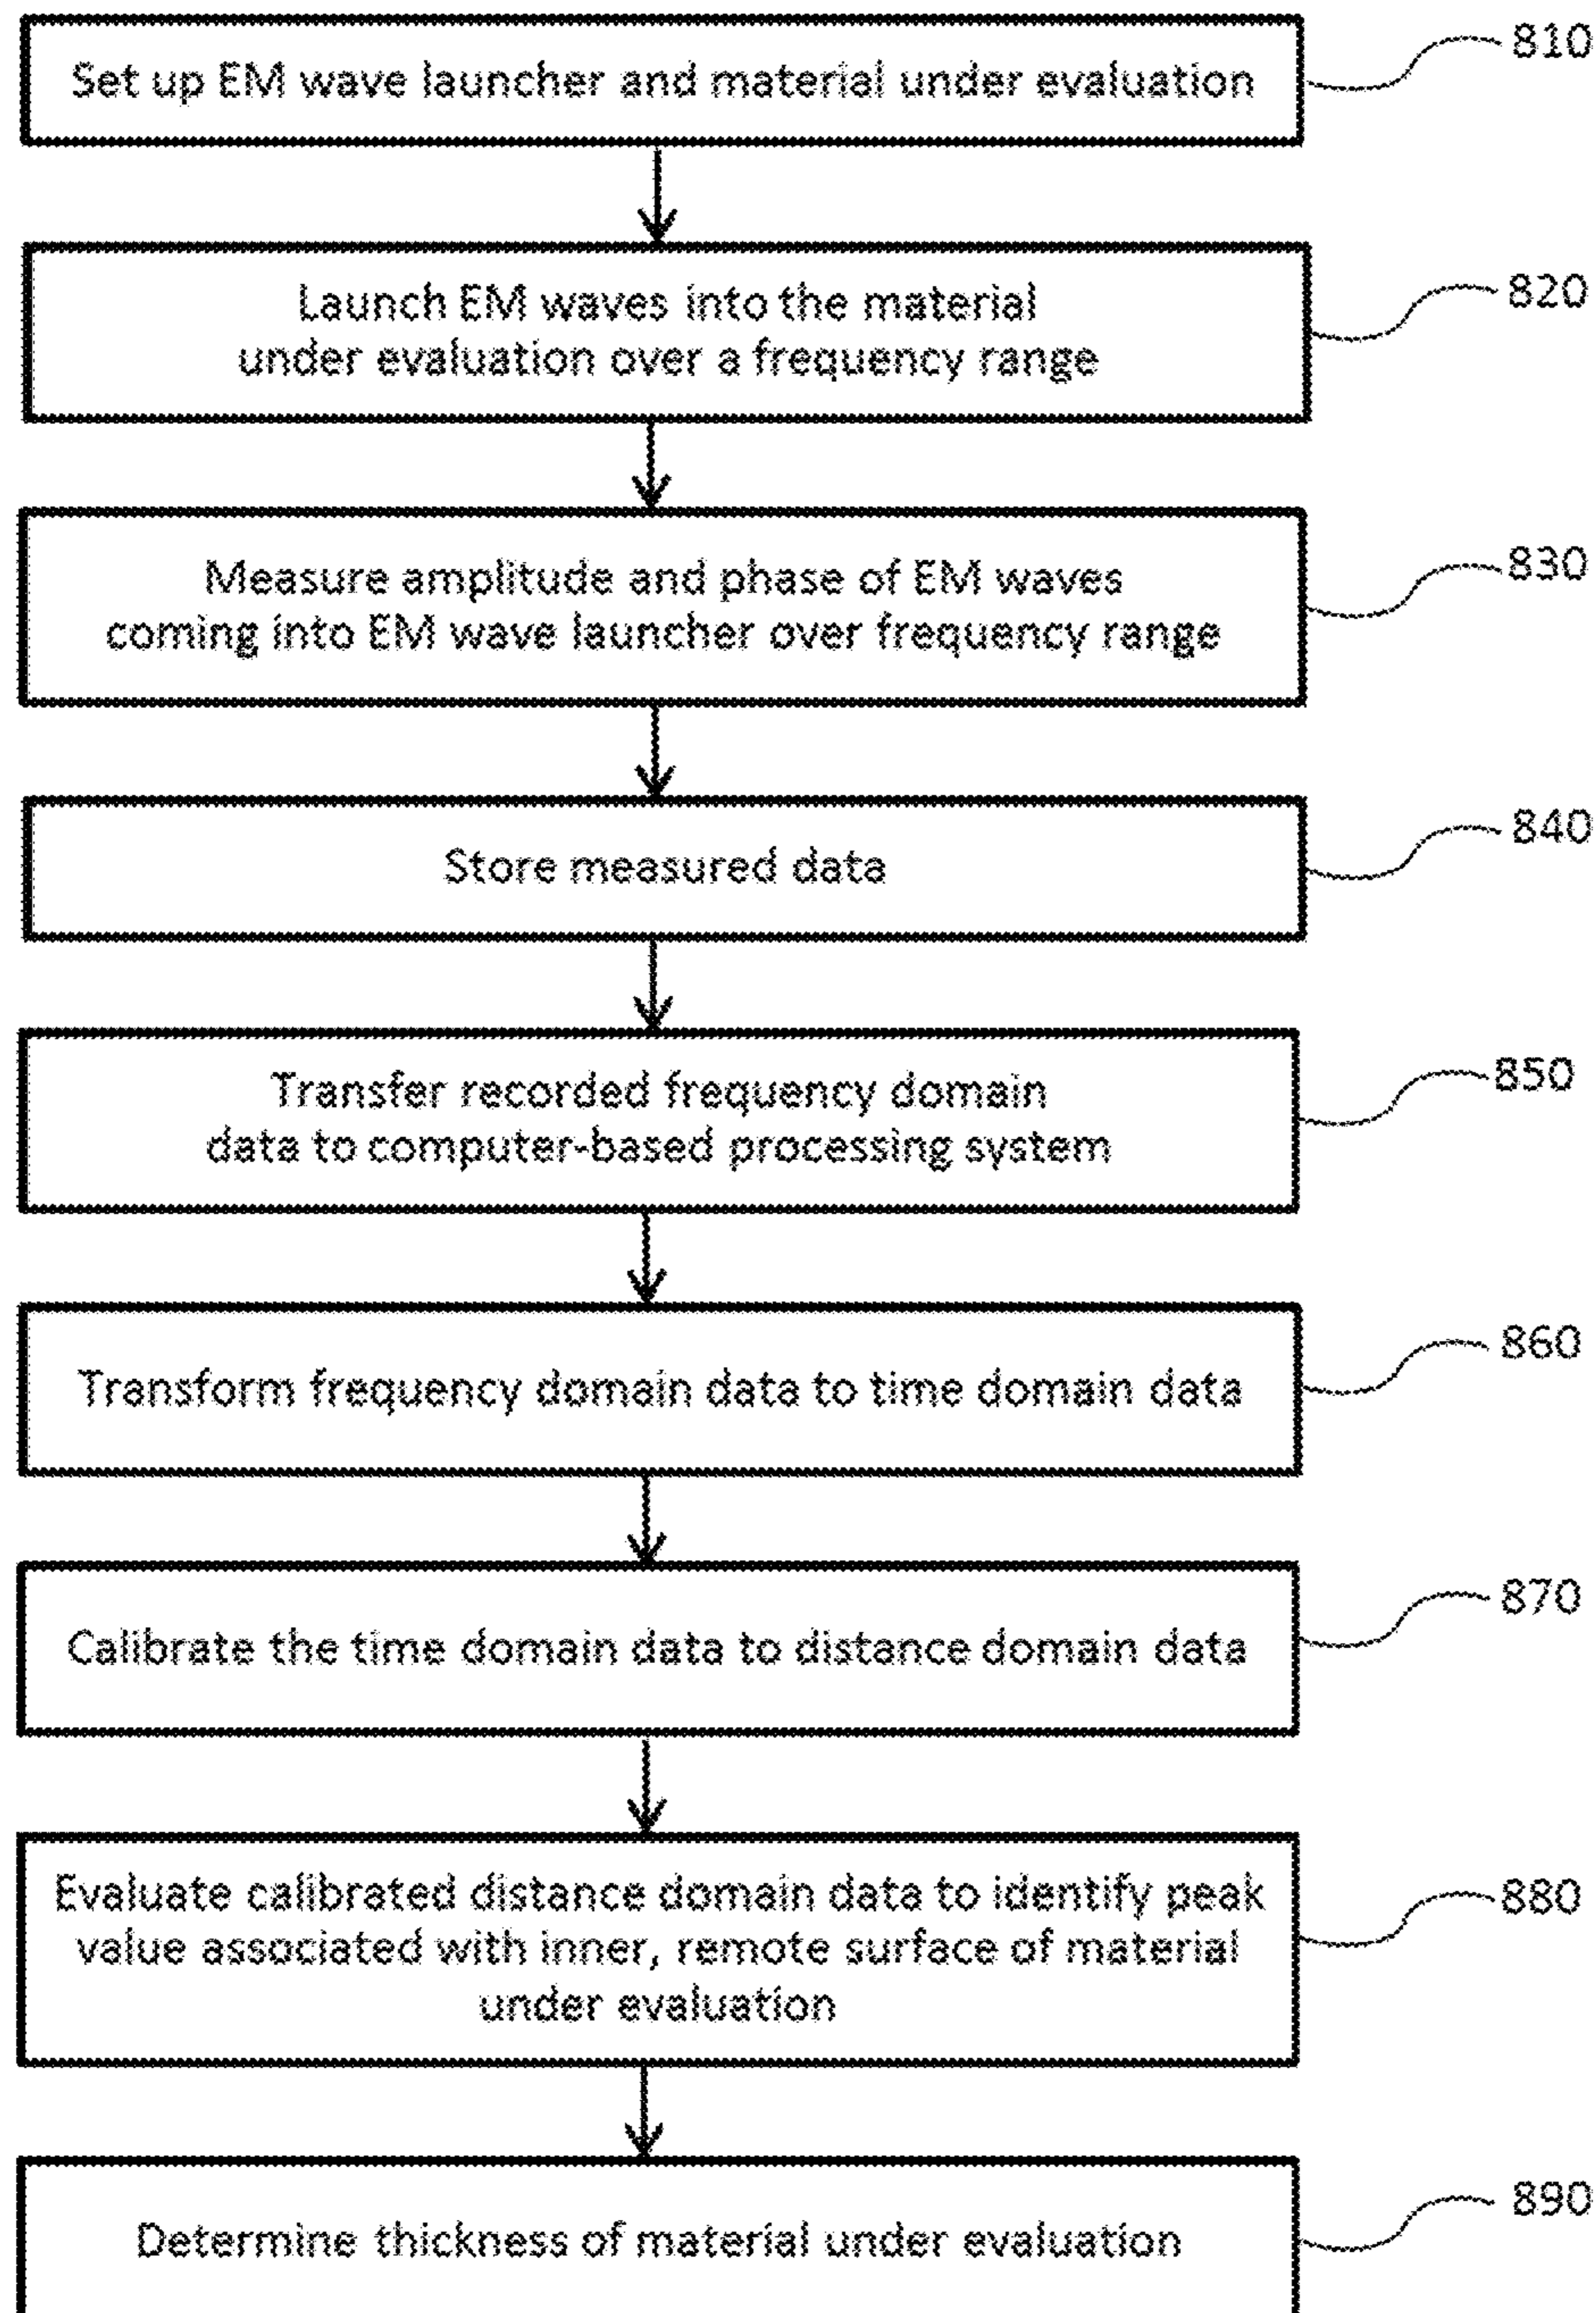 Set up EM wave launcher and material under evaluation
810
Launch EM waves into the material
under evaluation over a frequency range
820
Measure amplitude and phase of EM waves
coming into EM wave launcher over frequency range
830
Store measured data
840
Transfer recorded frequency domain
data to computer-based processing system
850
Transform frequency domain data to time domain data
860
Calibrate the time domain data to distance domain data
870
Evaluate calibrated distance domain data to identify peak
value associated with inner, remote surface of material
under evaluation
880
Determine thickness of material under evaluation
890